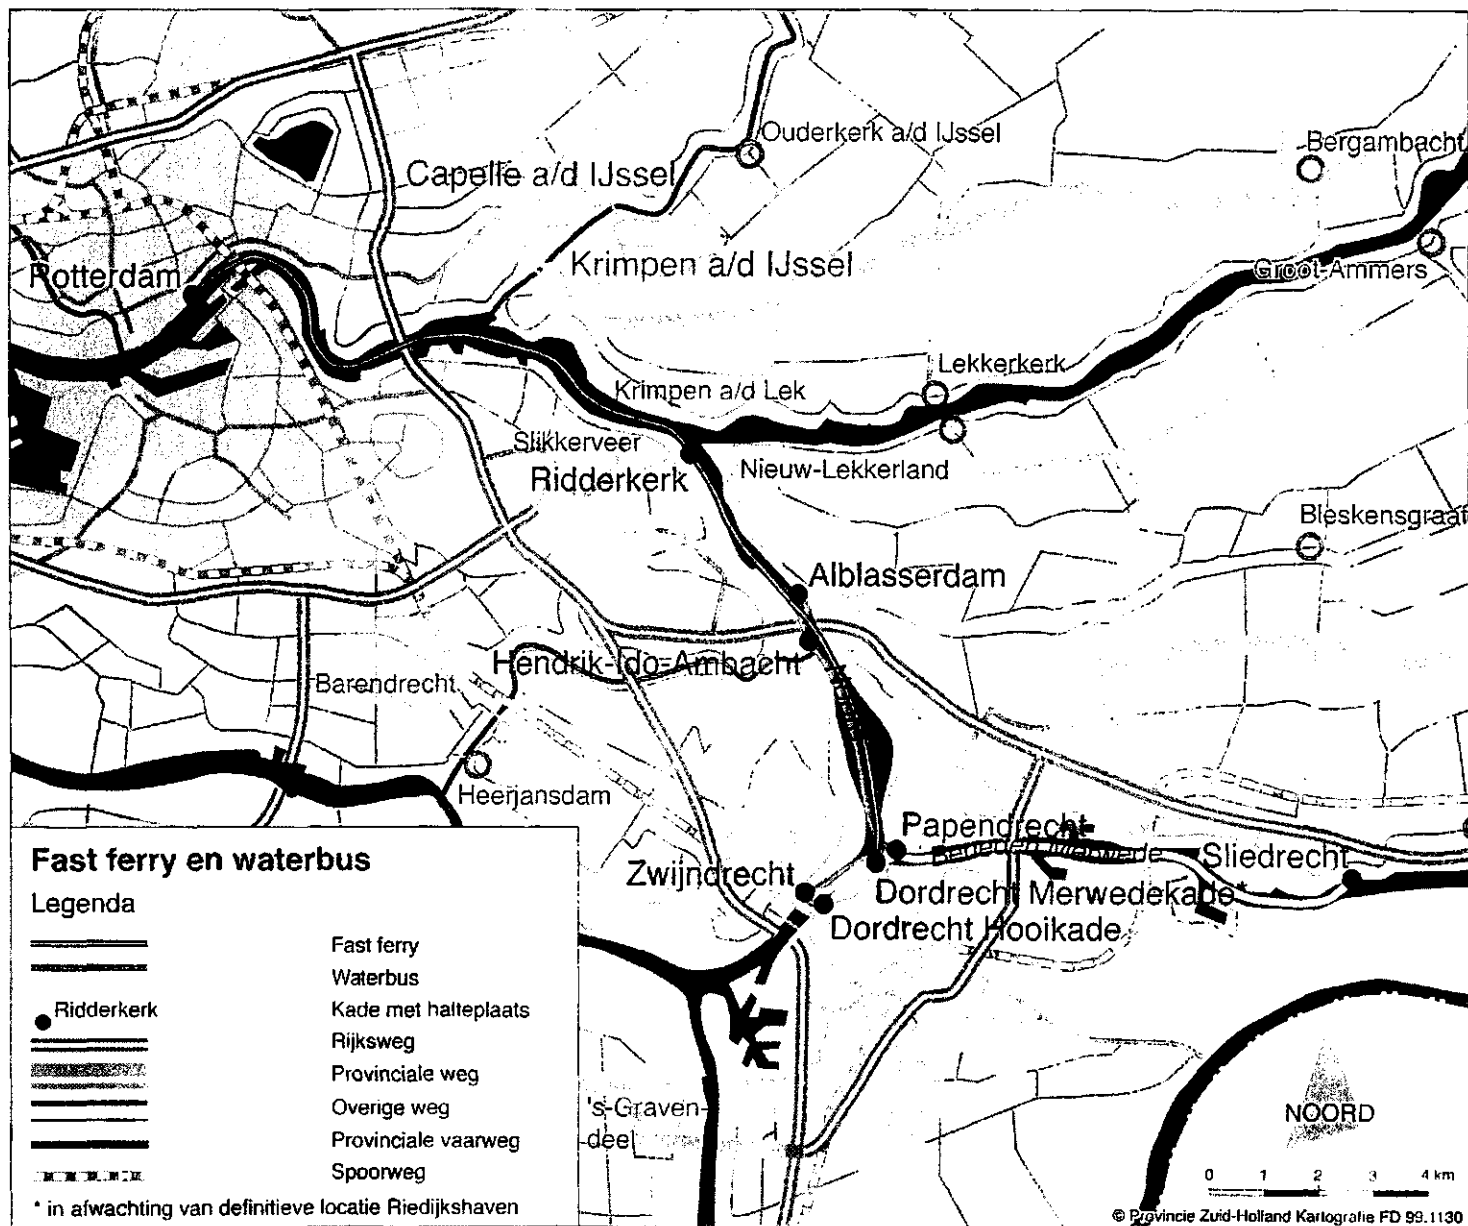 Ouderkerk a/d IJssel
Bergambacht
Capelle a/d IJssel
Krimpen a/d IJssel
Rotterdam
Groot-Ammers
Lekkerkerk
Krimpen a/d Lek
Slikkerveer
Nieuw-Lekkerland
Ridderkerk
Bleskensgraaf
Alblasserdam
Hendrik-Ido-Ambacht
Barendrecht
Heerjansdam
Papendrecht
Beneden Merwede
Sliedrecht
Zwijndrecht
Dordrecht Merwedekade*
Dordrecht Hooikade
's-Graven-
deel
Fast ferry en waterbus
Legenda
Fast ferry
Waterbus
Ridderkerk Kade met halteplaats
Rijksweg
Provinciale weg
Overige weg
Provinciale vaarweg
Spoorweg
* in afwachting van definitieve locatie Riedijkshaven
NOORD
0 1 2 3 4 km
© Provincie Zuid-Holland Kartografie FD 99.1130